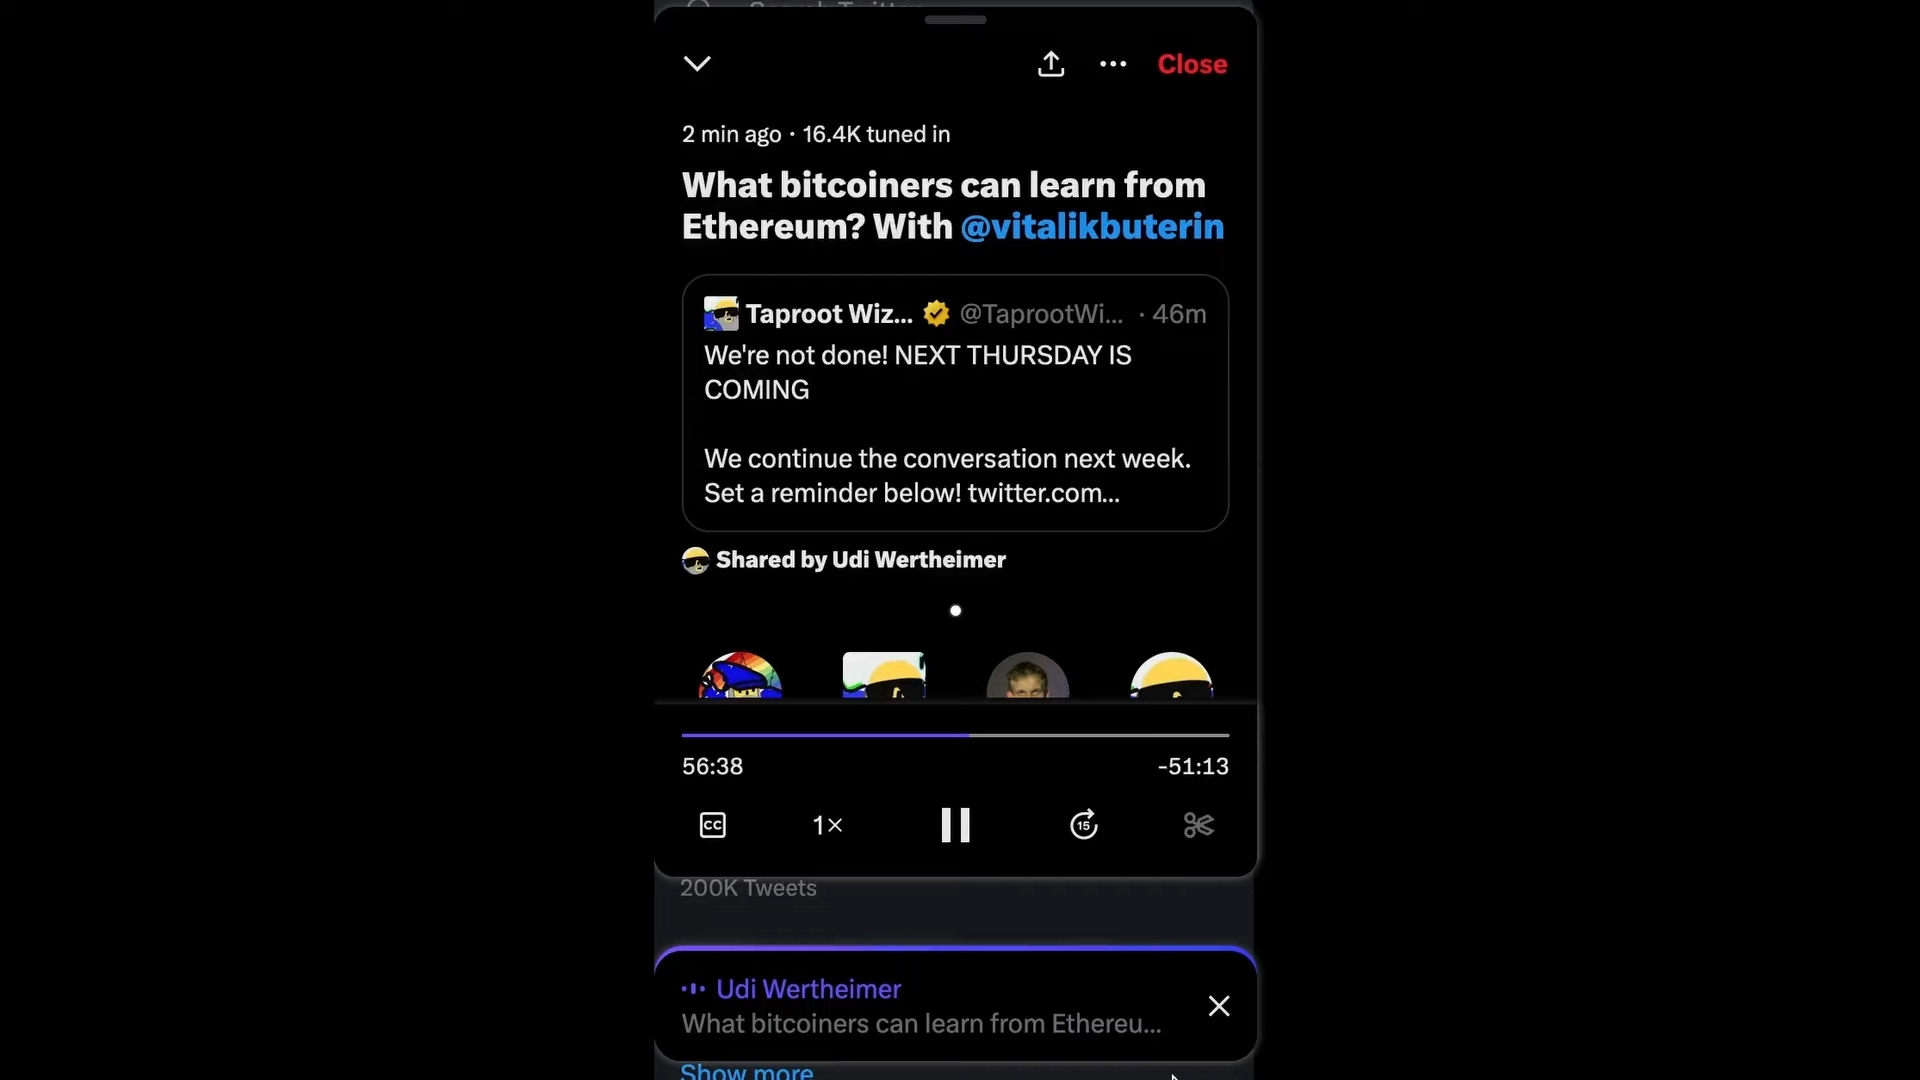 Close
2 min ago · 16.4K tuned in
What bitcoiners can learn from
Ethereum? With @vitalikbuterin
Taproot Wiz... @TaprootWi... · 46m
We're not done! NEXT THURSDAY IS
COMING
We continue the conversation next week.
Set a reminder below! twitter.com...
Shared by Udi Wertheimer
56:38 -51:13
CC 1× 15
200K Tweets
Udi Wertheimer
What bitcoiners can learn from Ethereu...
Show more